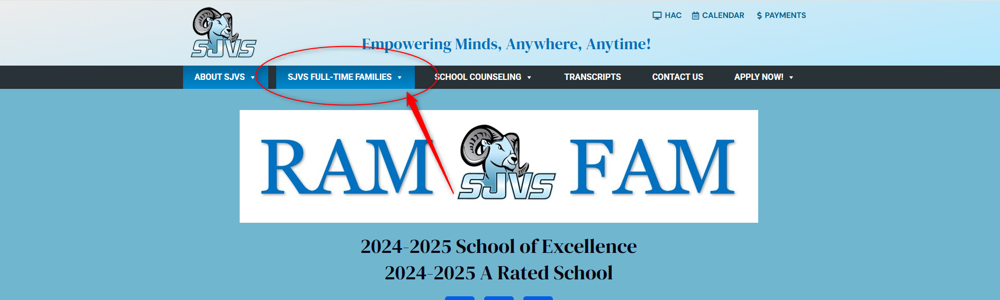 HAC CALENDAR $ PAYMENTS
SJVS
Empowering Minds, Anywhere, Anytime!
ABOUT SJVS SJVS FULL-TIME FAMILIES SCHOOL COUNSELING TRANSCRIPTS CONTACT US APPLY NOW!
RAM SJVS FAM
2024-2025 School of Excellence
2024-2025 A Rated School